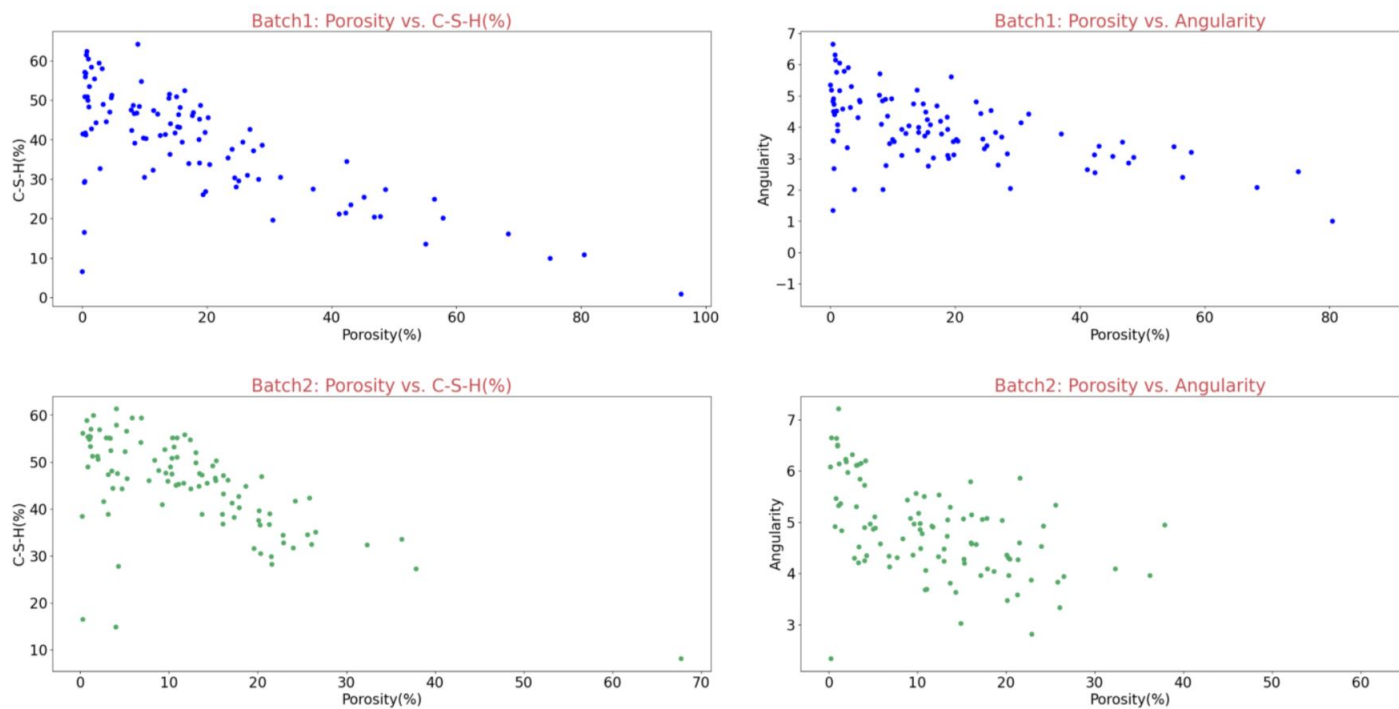 Batch1: Porosity vs. C-S-H(%)
C-S-H(%)
60
50
40
30
20
10
0
0 20 40 60 80 100
Porosity(%)
Batch1: Porosity vs. Angularity
Angularity
7
6
5
4
3
2
1
0
−1
0 20 40 60 80
Porosity(%)
Batch2: Porosity vs. C-S-H(%)
C-S-H(%)
60
50
40
30
20
10
0 10 20 30 40 50 60 70
Porosity(%)
Batch2: Porosity vs. Angularity
Angularity
7
6
5
4
3
0 10 20 30 40 50 60
Porosity(%)